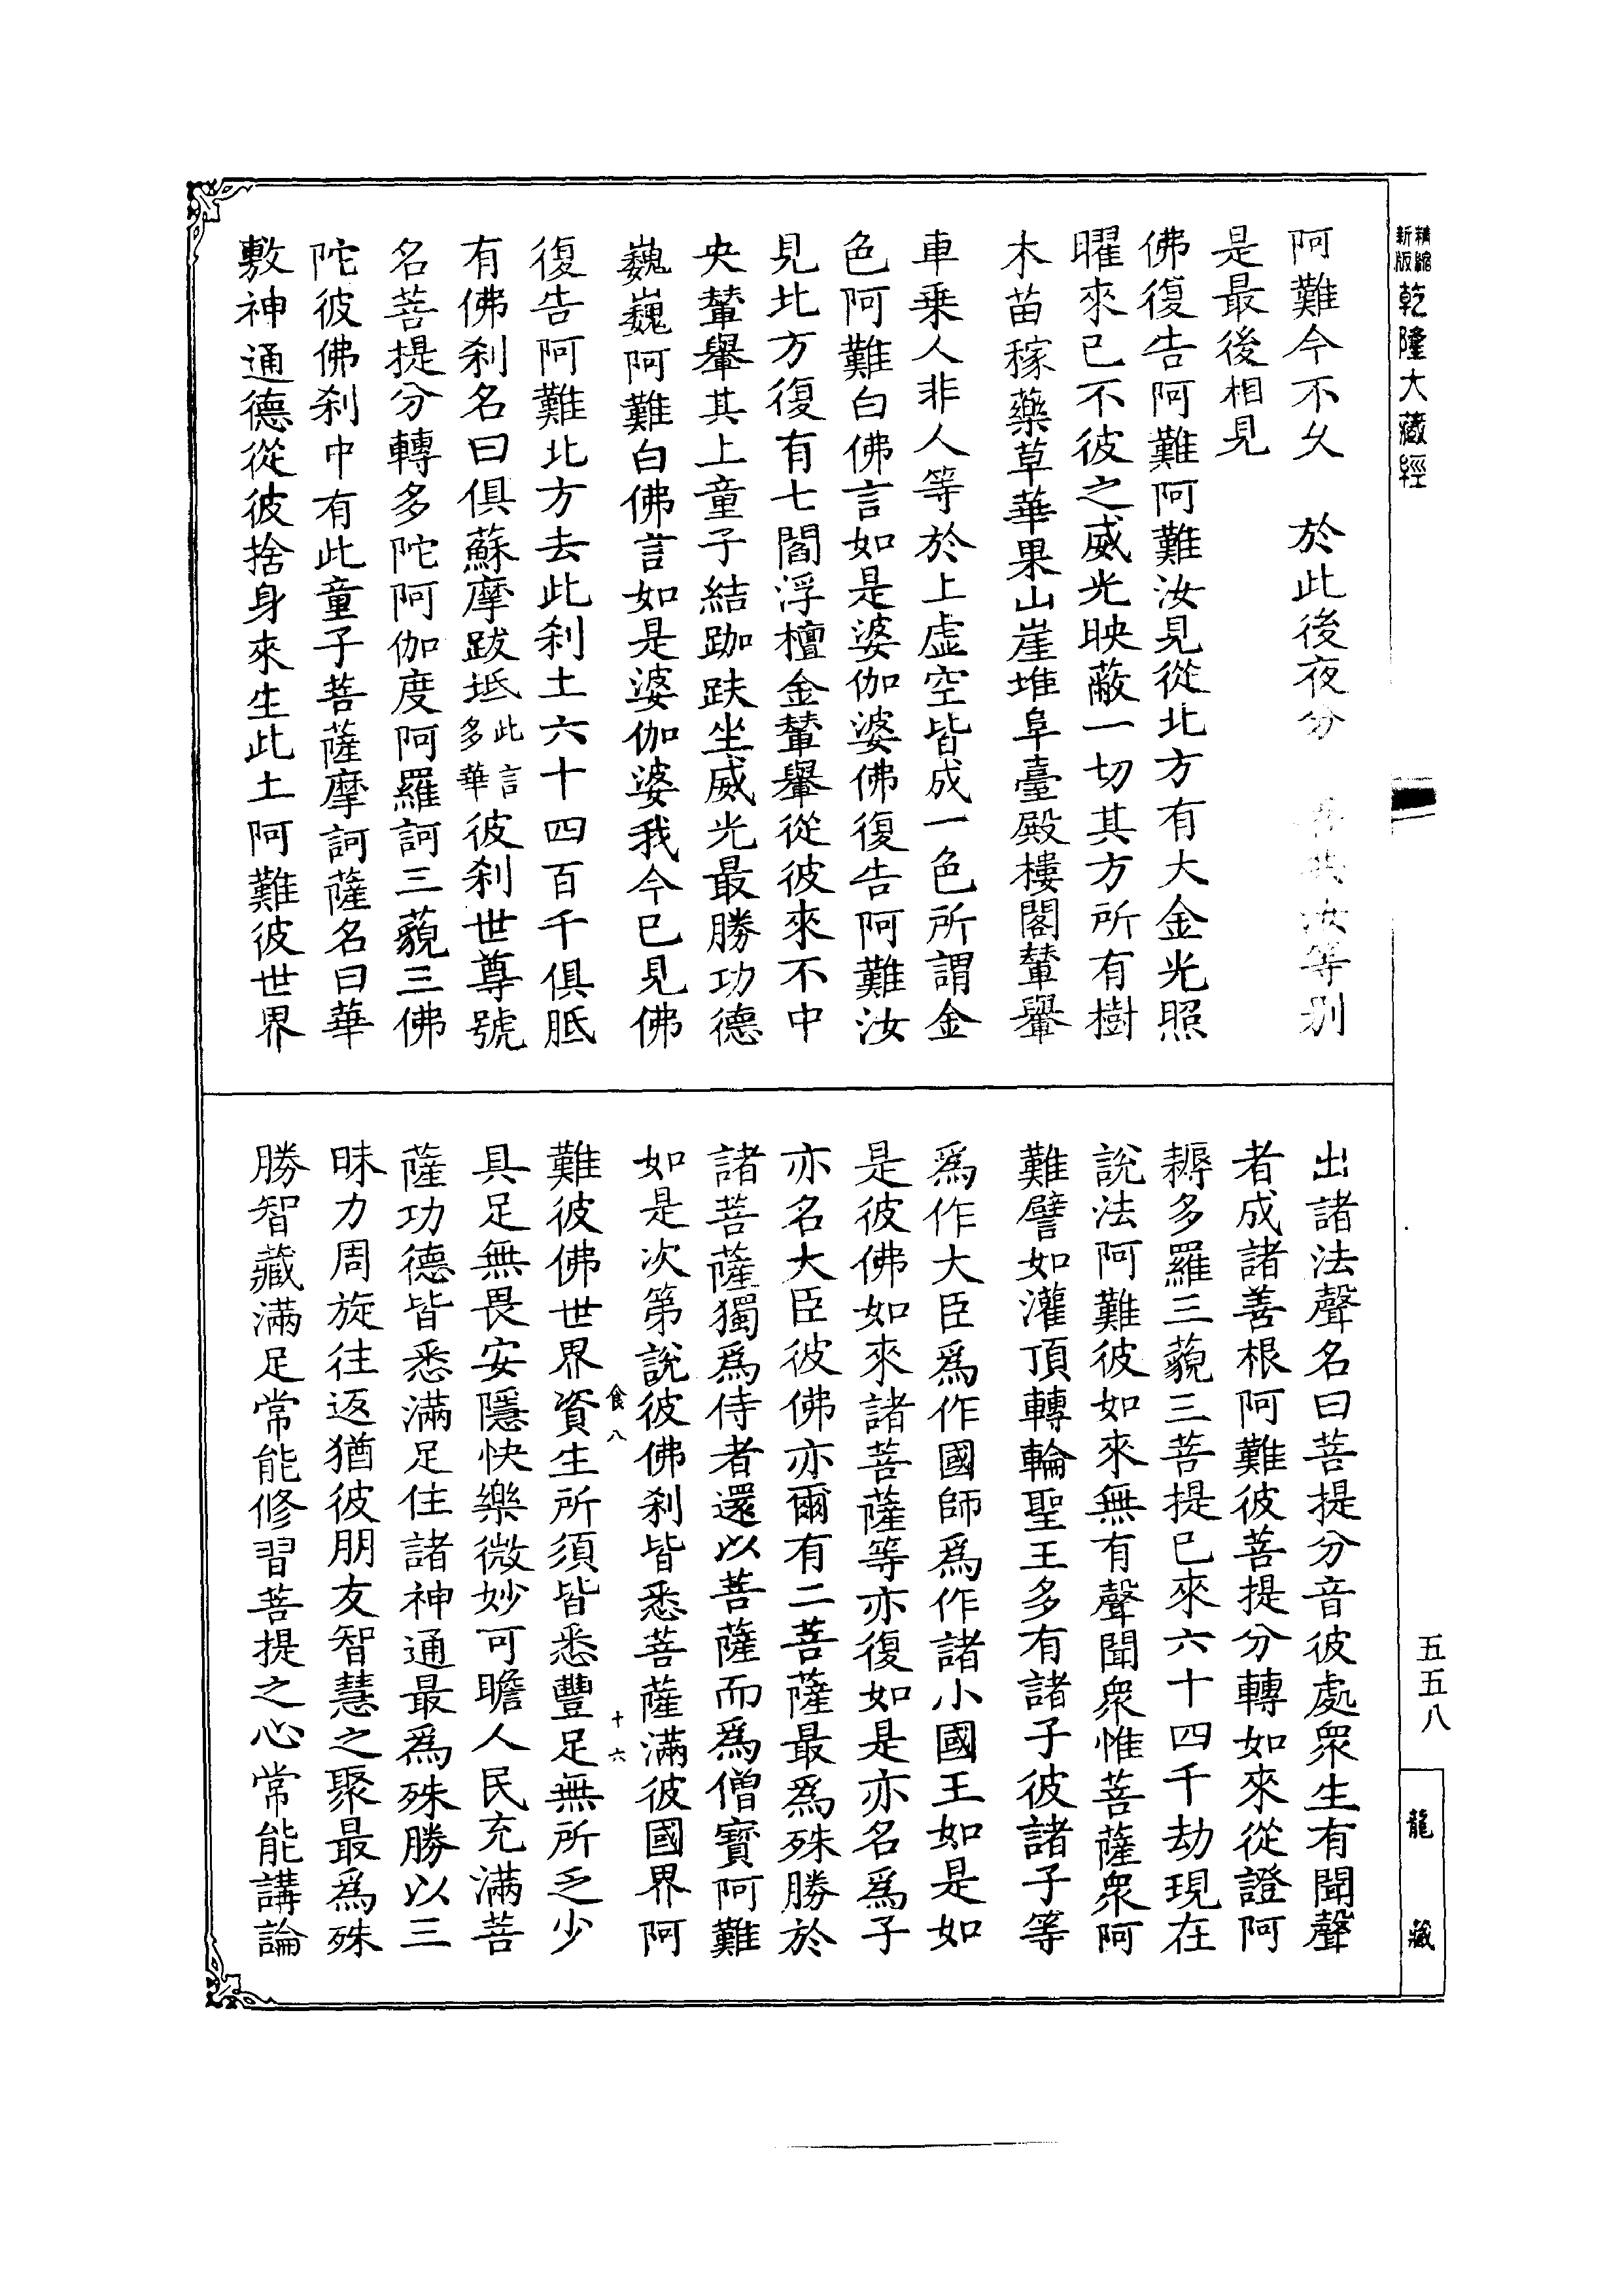 精縮
新版
乾隆大藏經
阿難今不久 於此後夜分 汝等別
是最後相見
佛復告阿難阿難汝見從北方有大金光照
曜來已不彼之威光映蔽一切其方所有樹
木苗稼藥草華果山崖堆阜臺殿樓閣輦轝
車乗人非人等於上虛空皆成一色所謂金
色阿難白佛言如是婆伽婆佛復告阿難汝
見北方復有七閻浮檀金輦轝從彼來不中
央輦轝其上童子結跏趺坐威光最勝功德
巍巍阿難白佛言如是婆伽婆我今已見佛
復告阿難北方去此刹土六十四百千俱胝
有佛刹名曰俱蘇摩跋坻此言多華彼刹世尊號
名菩提分轉多陀阿伽度阿羅訶三藐三佛
陀彼佛刹中有此童子菩薩摩訶薩名曰華
敷神通德從彼捨身來生此土阿難彼世界
出諸法聲名曰菩提分音彼處衆生有聞聲
者成諸善根阿難彼菩提分轉如來從證阿
耨多羅三藐三菩提已來六十四千劫現在
說法阿難彼如來無有聲聞衆惟菩薩衆阿
難譬如灌頂轉輪聖王多有諸子彼諸子等
爲作大臣爲作國師爲作諸小國王如是如
是彼佛如來諸菩薩等亦復如是亦名爲子
亦名大臣彼佛亦爾有二菩薩最爲殊勝於
諸菩薩獨爲侍者還以菩薩而爲僧寶阿難
如是次第說彼佛刹皆悉菩薩滿彼國界阿
食八 十六
難彼佛世界資生所須皆悉豐足無所乏少
具足無畏安隱快樂微妙可瞻人民充滿菩
薩功德皆悉滿足住諸神通最爲殊勝以三
昧力周旋往返猶彼朋友智慧之聚最爲殊
勝智藏滿足常能修習菩提之心常能講論
五五八
龍藏